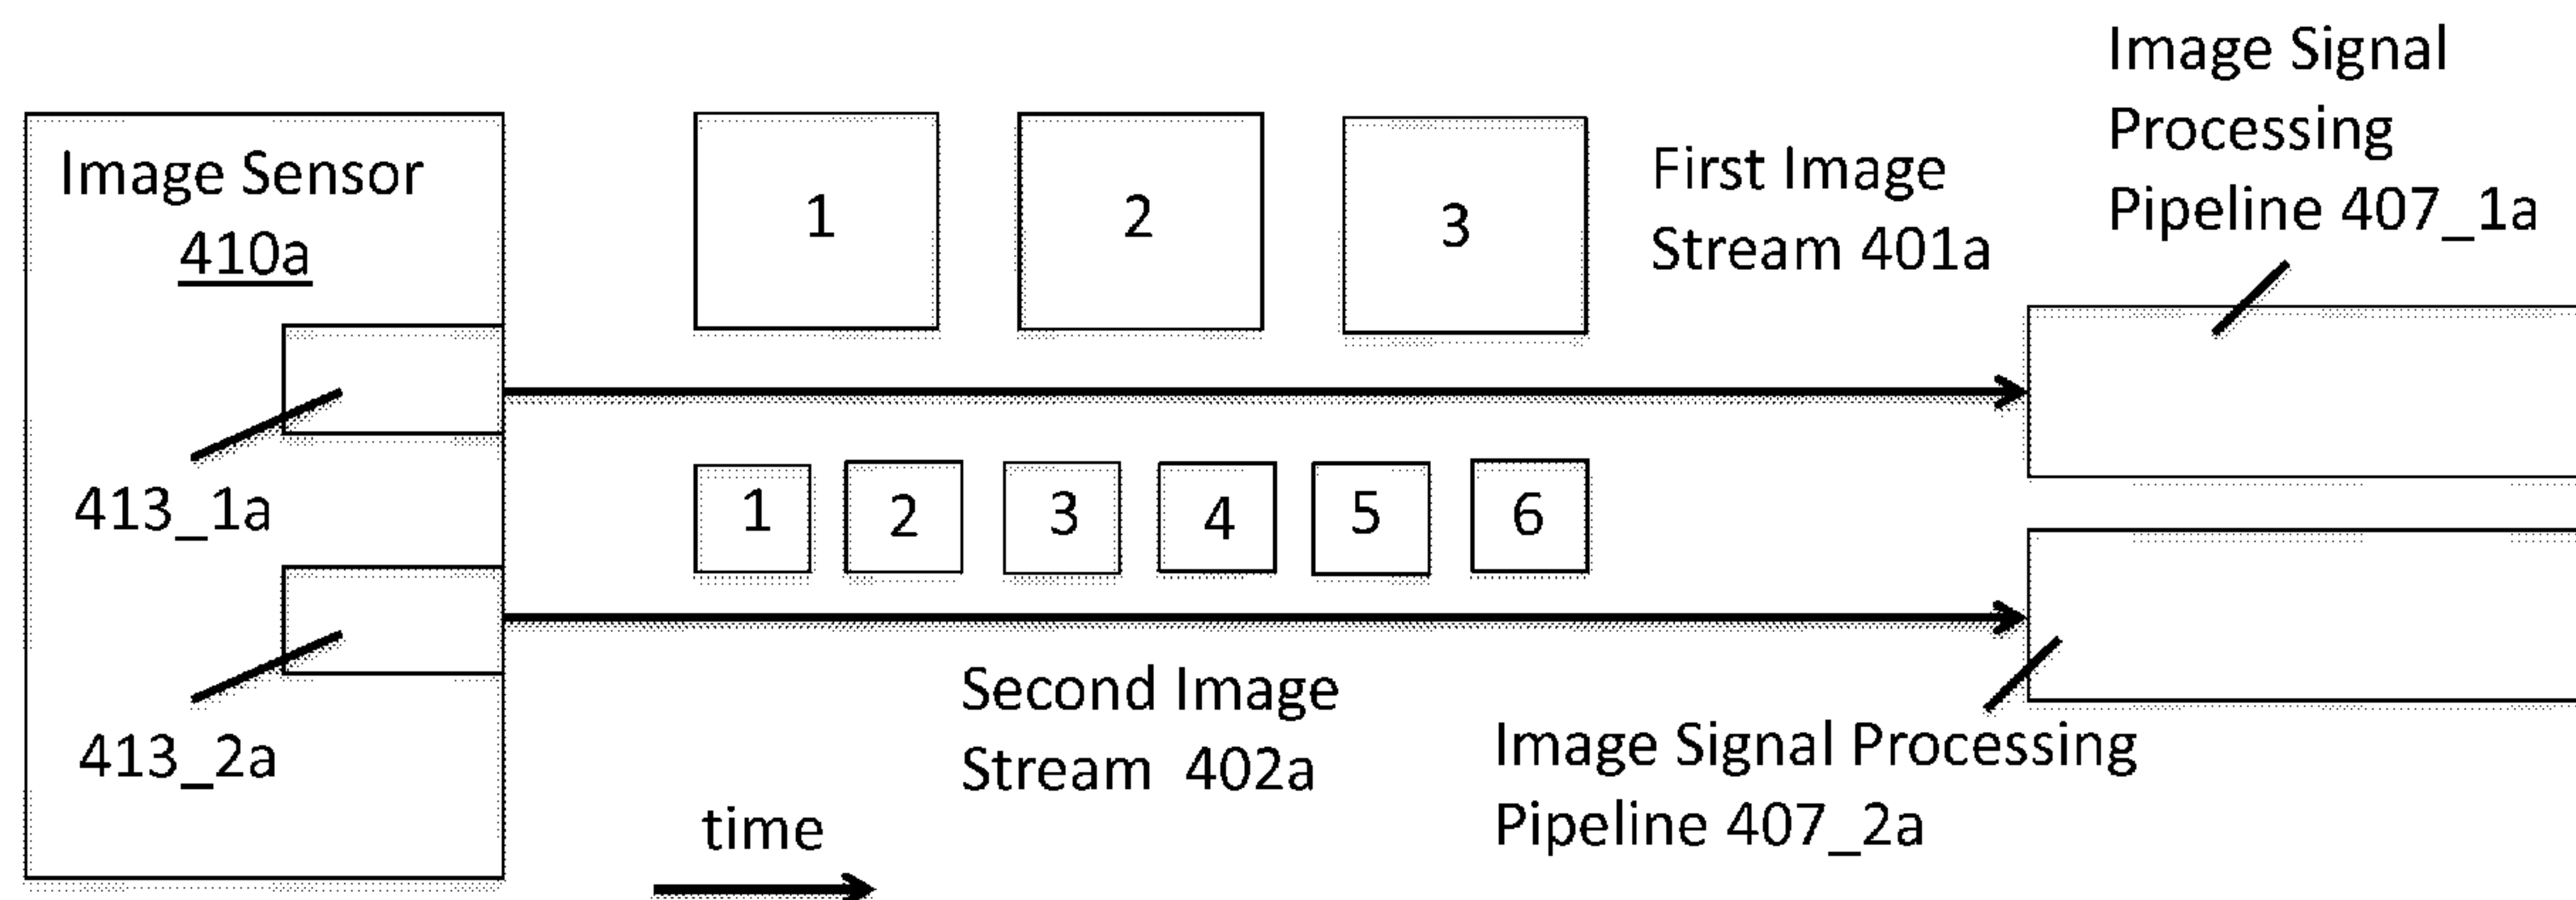 Image Sensor
410a
413_1a
413_2a
1 2 3
First Image
Stream 401a
Image Signal
Processing
Pipeline 407_1a
1 2 3 4 5 6
Second Image
Stream 402a
Image Signal Processing
Pipeline 407_2a
time